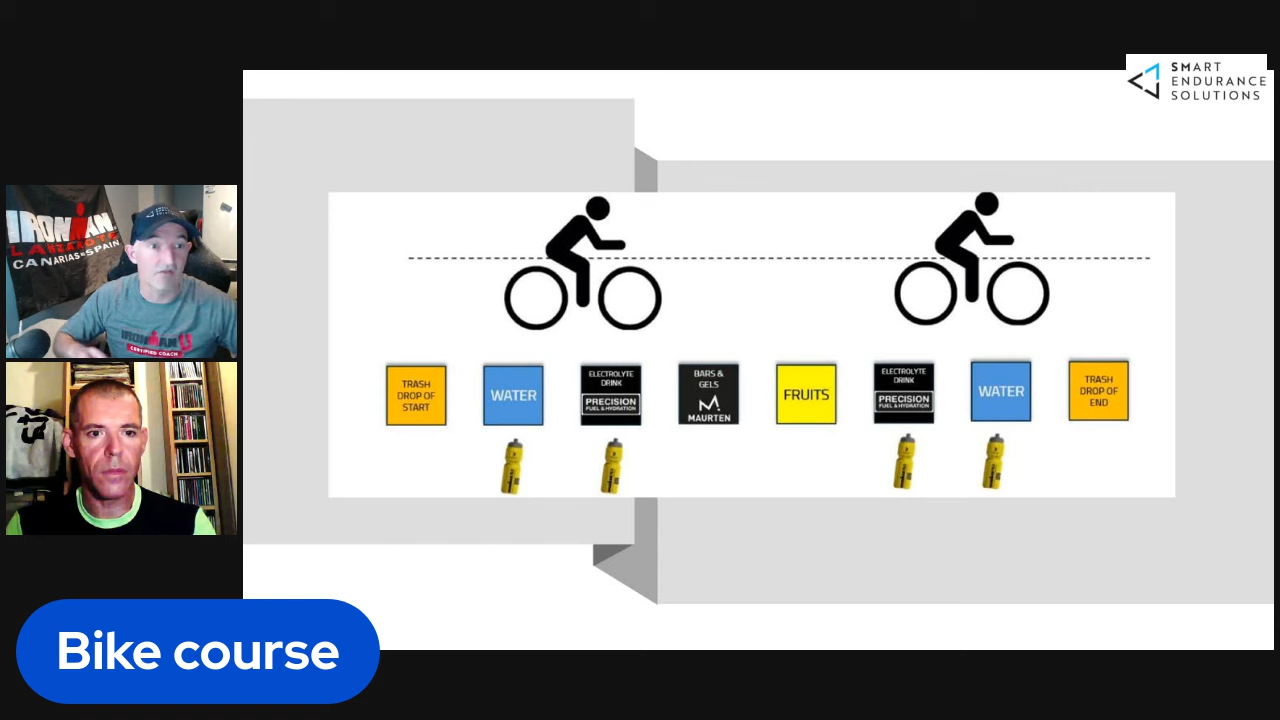 SMART
ENDURANCE
SOLUTIONS
IRONMAN
LANZAROTE
CANARIAS-SPAIN
IRONMAN
CERTIFIED COACH
TRASH
DROP OF
START
WATER
ELECTROLYTE
DRINK
PRECISION
FUEL & HYDRATION
BARS &
GELS
MAURTEN
FRUITS
ELECTROLYTE
DRINK
PRECISION
FUEL & HYDRATION
WATER
TRASH
DROP OF
END
Bike course